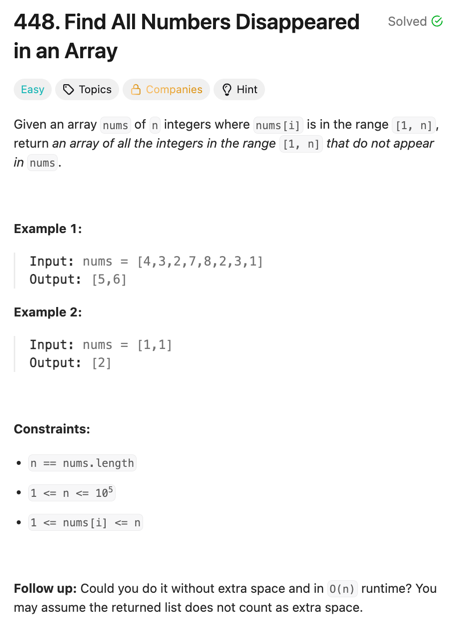 448. Find All Numbers Disappeared
Solved
in an Array
Easy
Topics
Companies
Hint
Given an array nums of n integers where nums[i] is in the range [1, n],
return an array of all the integers in the range [1, n] that do not appear
in nums.
Example 1:
Input: nums = [4,3,2,7,8,2,3,1]
Output: [5,6]
Example 2:
Input: nums = [1,1]
Output: [2]
Constraints:
• n == nums.length
• 1 <= n <= 10⁵
• 1 <= nums[i] <= n
Follow up: Could you do it without extra space and in O(n) runtime? You
may assume the returned list does not count as extra space.